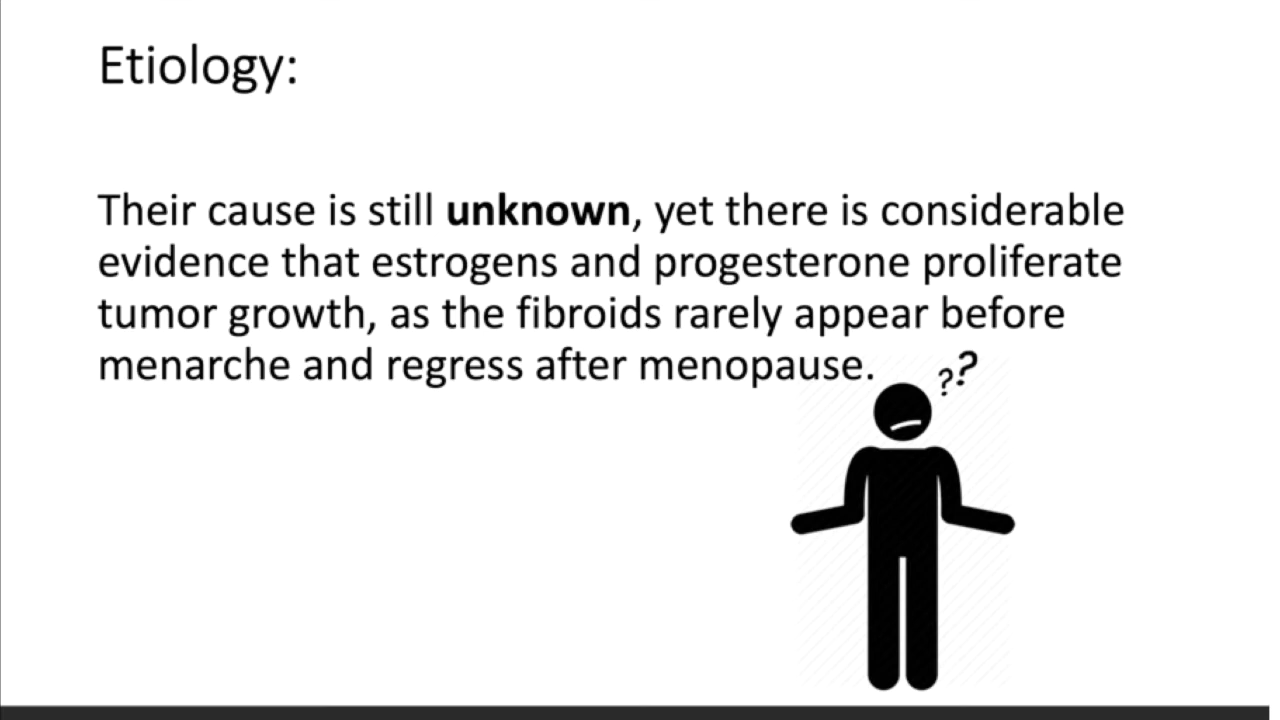 Etiology:
Their cause is still unknown, yet there is considerable
evidence that estrogens and progesterone proliferate
tumor growth, as the fibroids rarely appear before
menarche and regress after menopause.
??